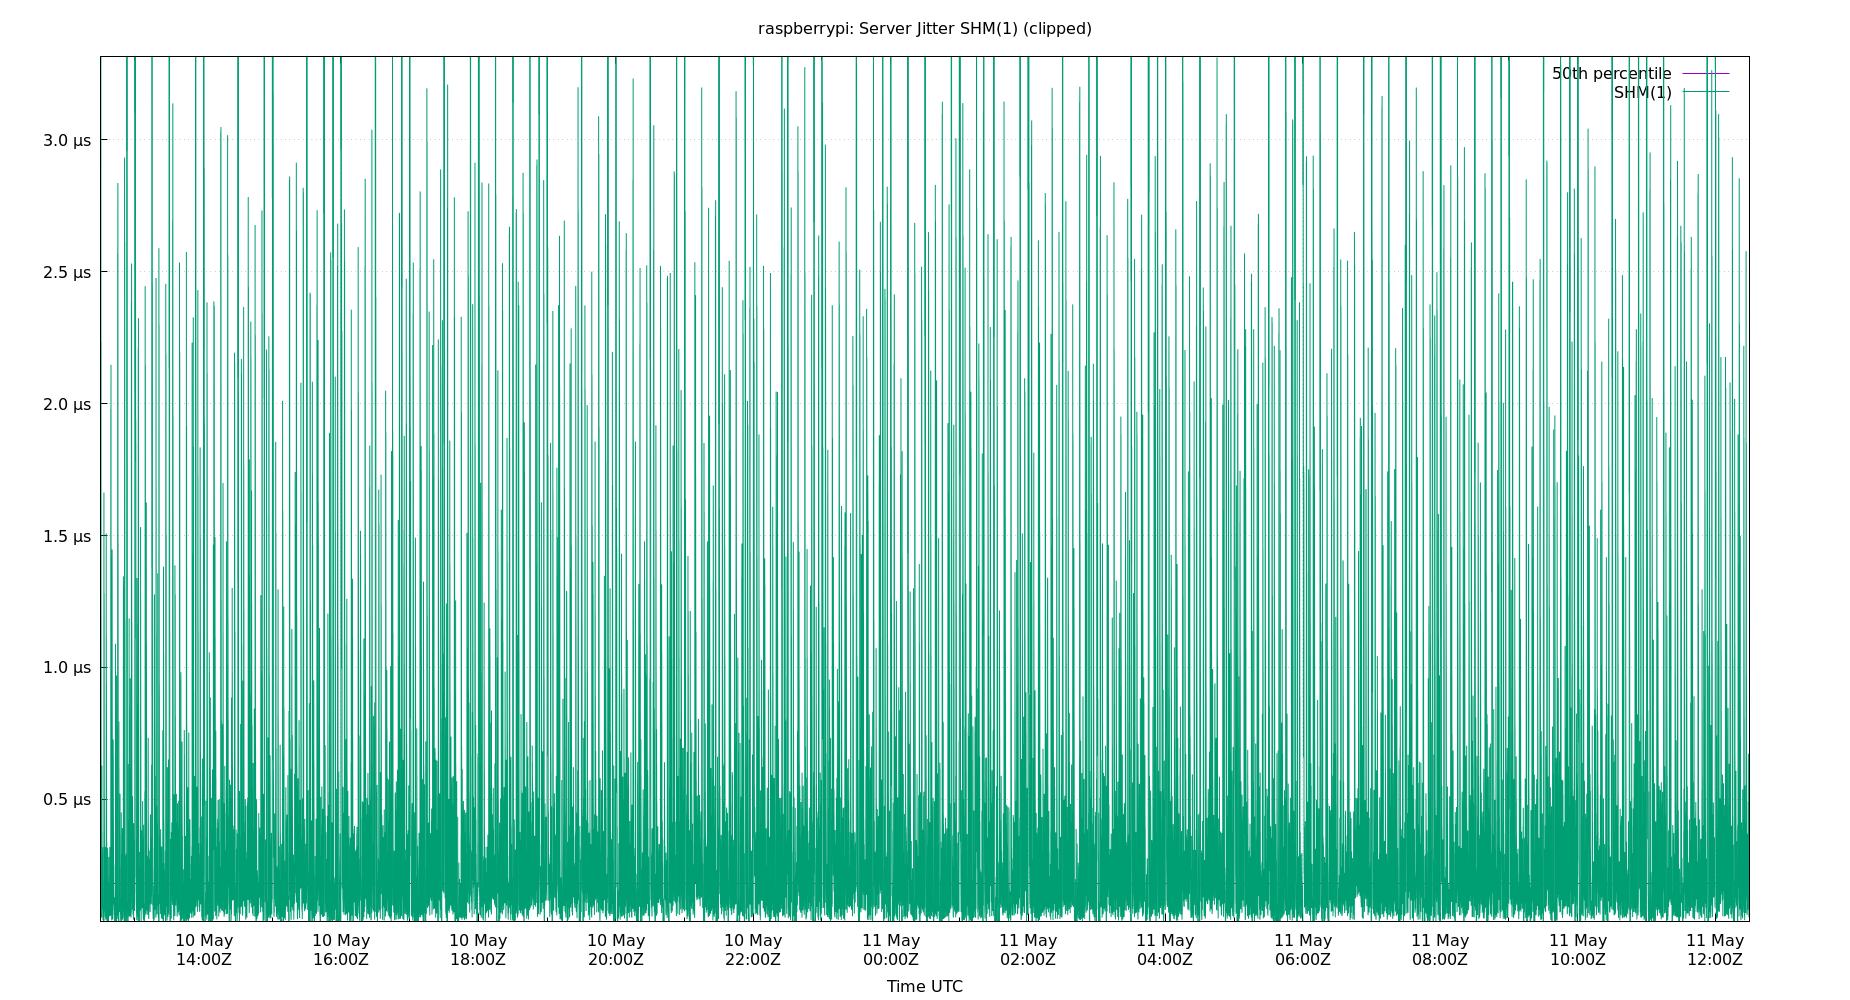 raspberrypi: Server Jitter SHM(1) (clipped)
50th percentile
SHM(1)
3.0 µs
2.5 µs
2.0 µs
1.5 µs
1.0 µs
0.5 µs
10 May 10 May 10 May 10 May 10 May 11 May 11 May 11 May 11 May 11 May 11 May 11 May
14:00Z 16:00Z 18:00Z 20:00Z 22:00Z 00:00Z 02:00Z 04:00Z 06:00Z 08:00Z 10:00Z 12:00Z
Time UTC